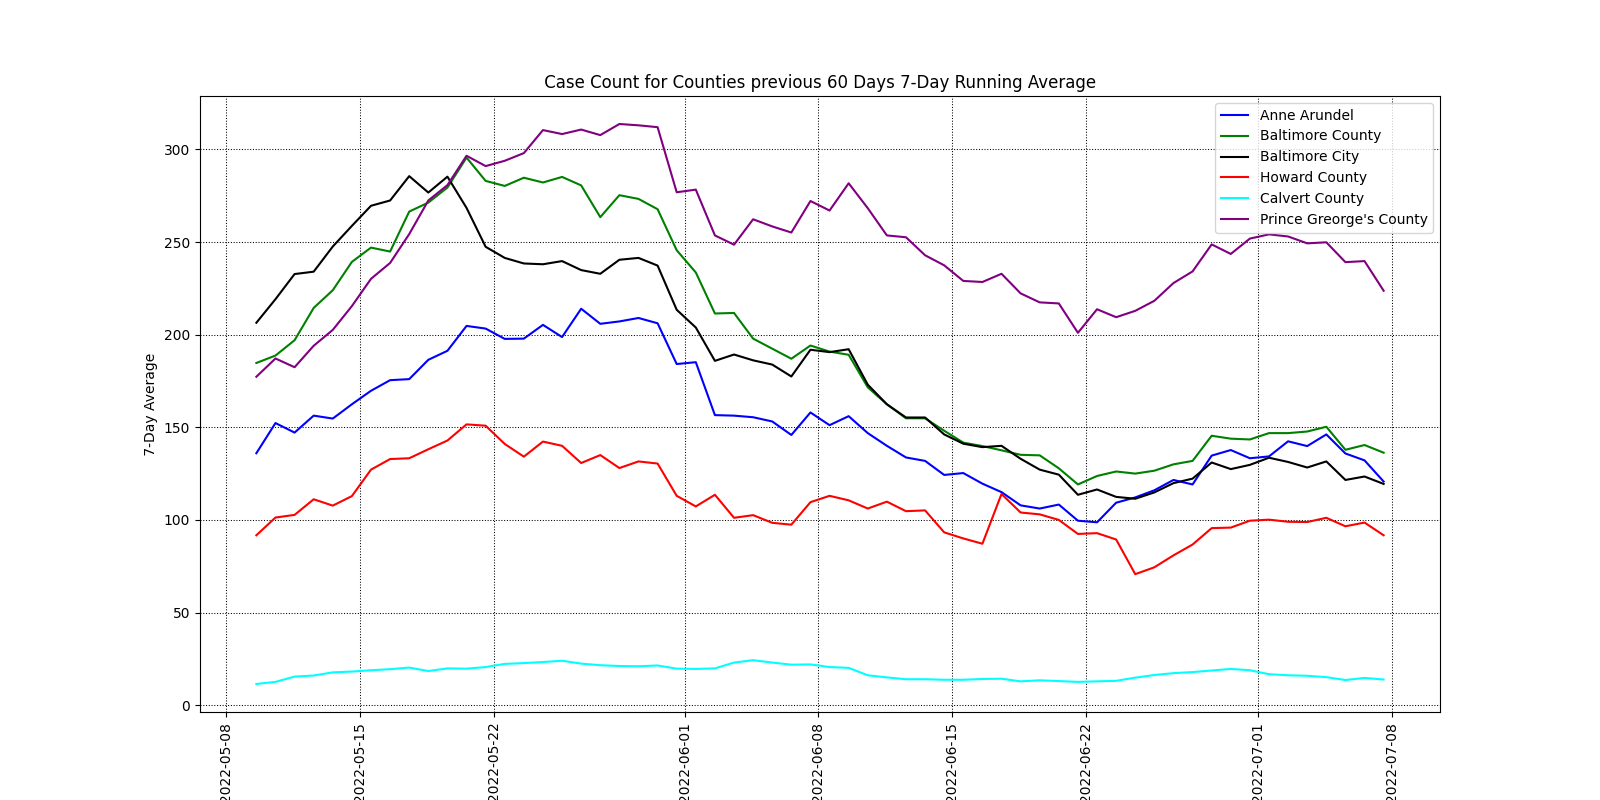 Case Count for Counties previous 60 Days 7-Day Running Average
Anne Arundel
Baltimore County
Baltimore City
Howard County
Calvert County
Prince Greorge's County
7-Day Average
300
250
200
150
100
50
0
2022-05-08
2022-05-15
2022-05-22
2022-06-01
2022-06-08
2022-06-15
2022-06-22
2022-07-01
2022-07-08